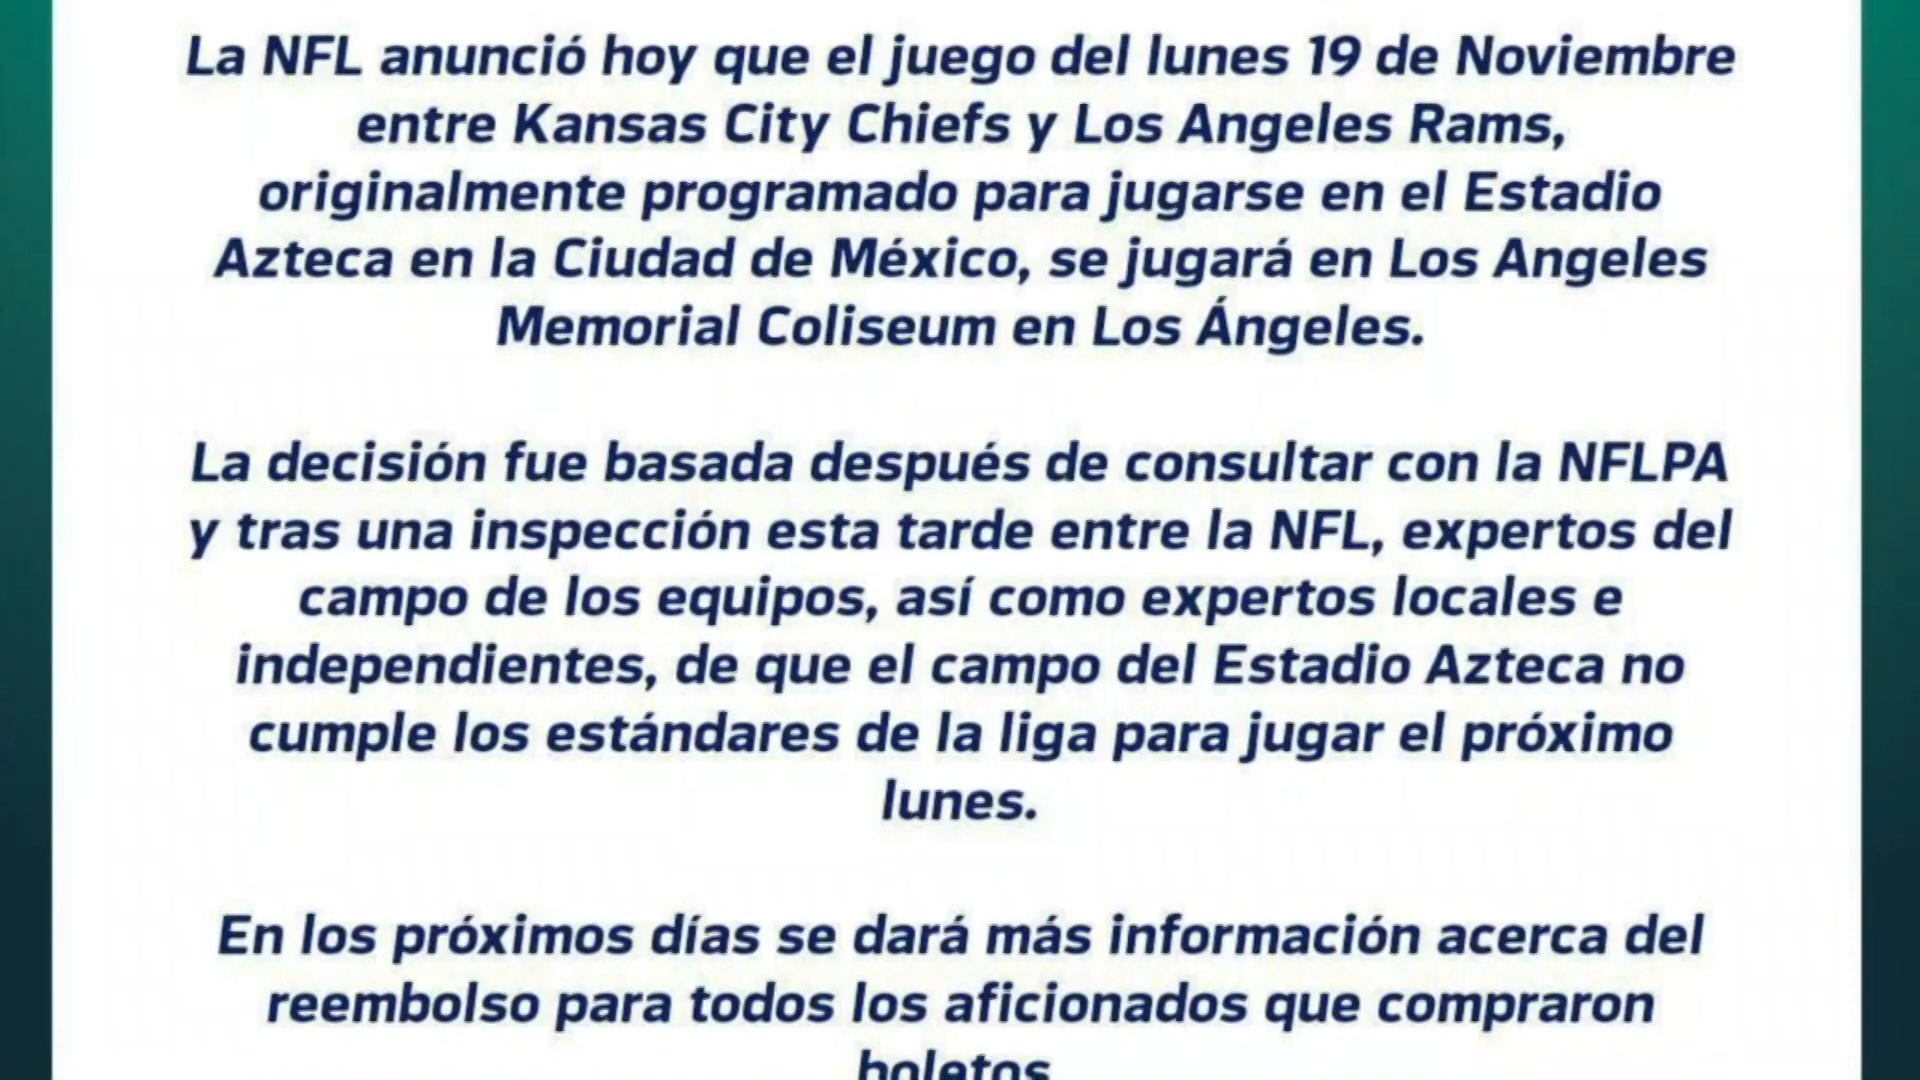 La NFL anunció hoy que el juego del lunes 19 de Noviembre
entre Kansas City Chiefs y Los Angeles Rams,
originalmente programado para jugarse en el Estadio
Azteca en la Ciudad de México, se jugará en Los Angeles
Memorial Coliseum en Los Ángeles.
La decisión fue basada después de consultar con la NFLPA
y tras una inspección esta tarde entre la NFL, expertos del
campo de los equipos, así como expertos locales e
independientes, de que el campo del Estadio Azteca no
cumple los estándares de la liga para jugar el próximo
lunes.
En los próximos días se dará más información acerca del
reembolso para todos los aficionados que compraron
boletos